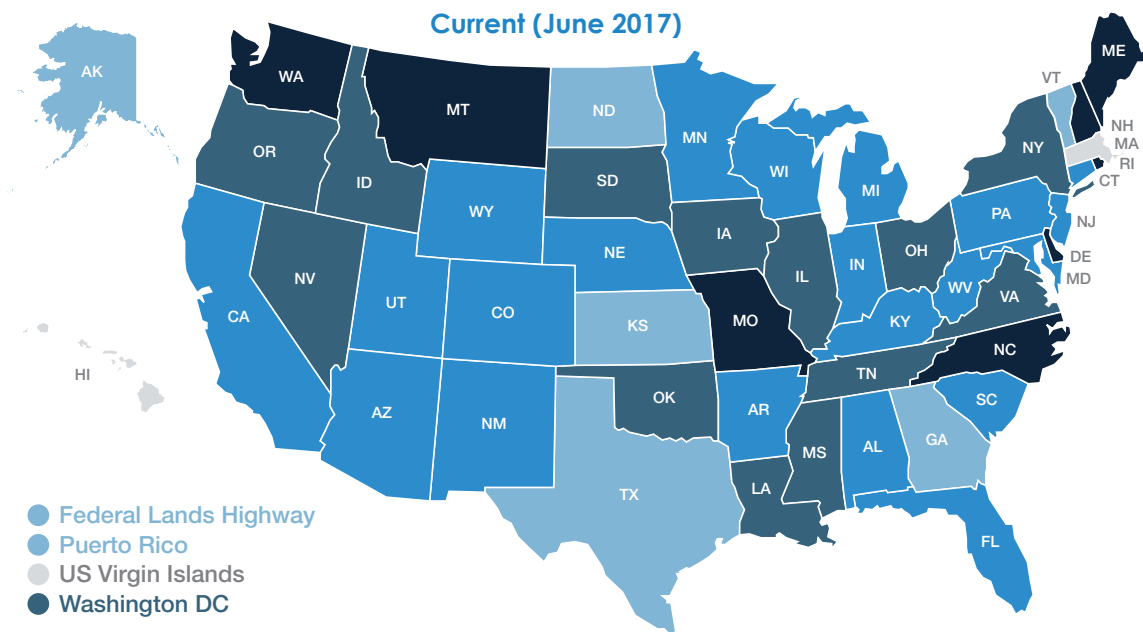 Current (June 2017)
AK
WA
MT
ND
MN
VT
ME
OR
ID
SD
WI
MI
NY
NH
MA
RI
CT
WY
IA
PA
NJ
NE
IL
IN
OH
DE
MD
NV
UT
CO
CA
KS
MO
KY
WV
VA
HI
TN
NC
AZ
NM
OK
AR
SC
MS
AL
GA
TX
LA
FL
Federal Lands Highway
Puerto Rico
US Virgin Islands
Washington DC